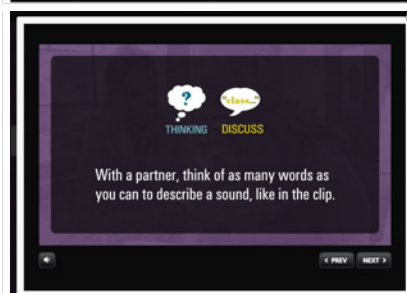 ?
"class..."
THINKING DISCUSS
With a partner, think of as many words as
you can to describe a sound, like in the clip.
< PREV NEXT >